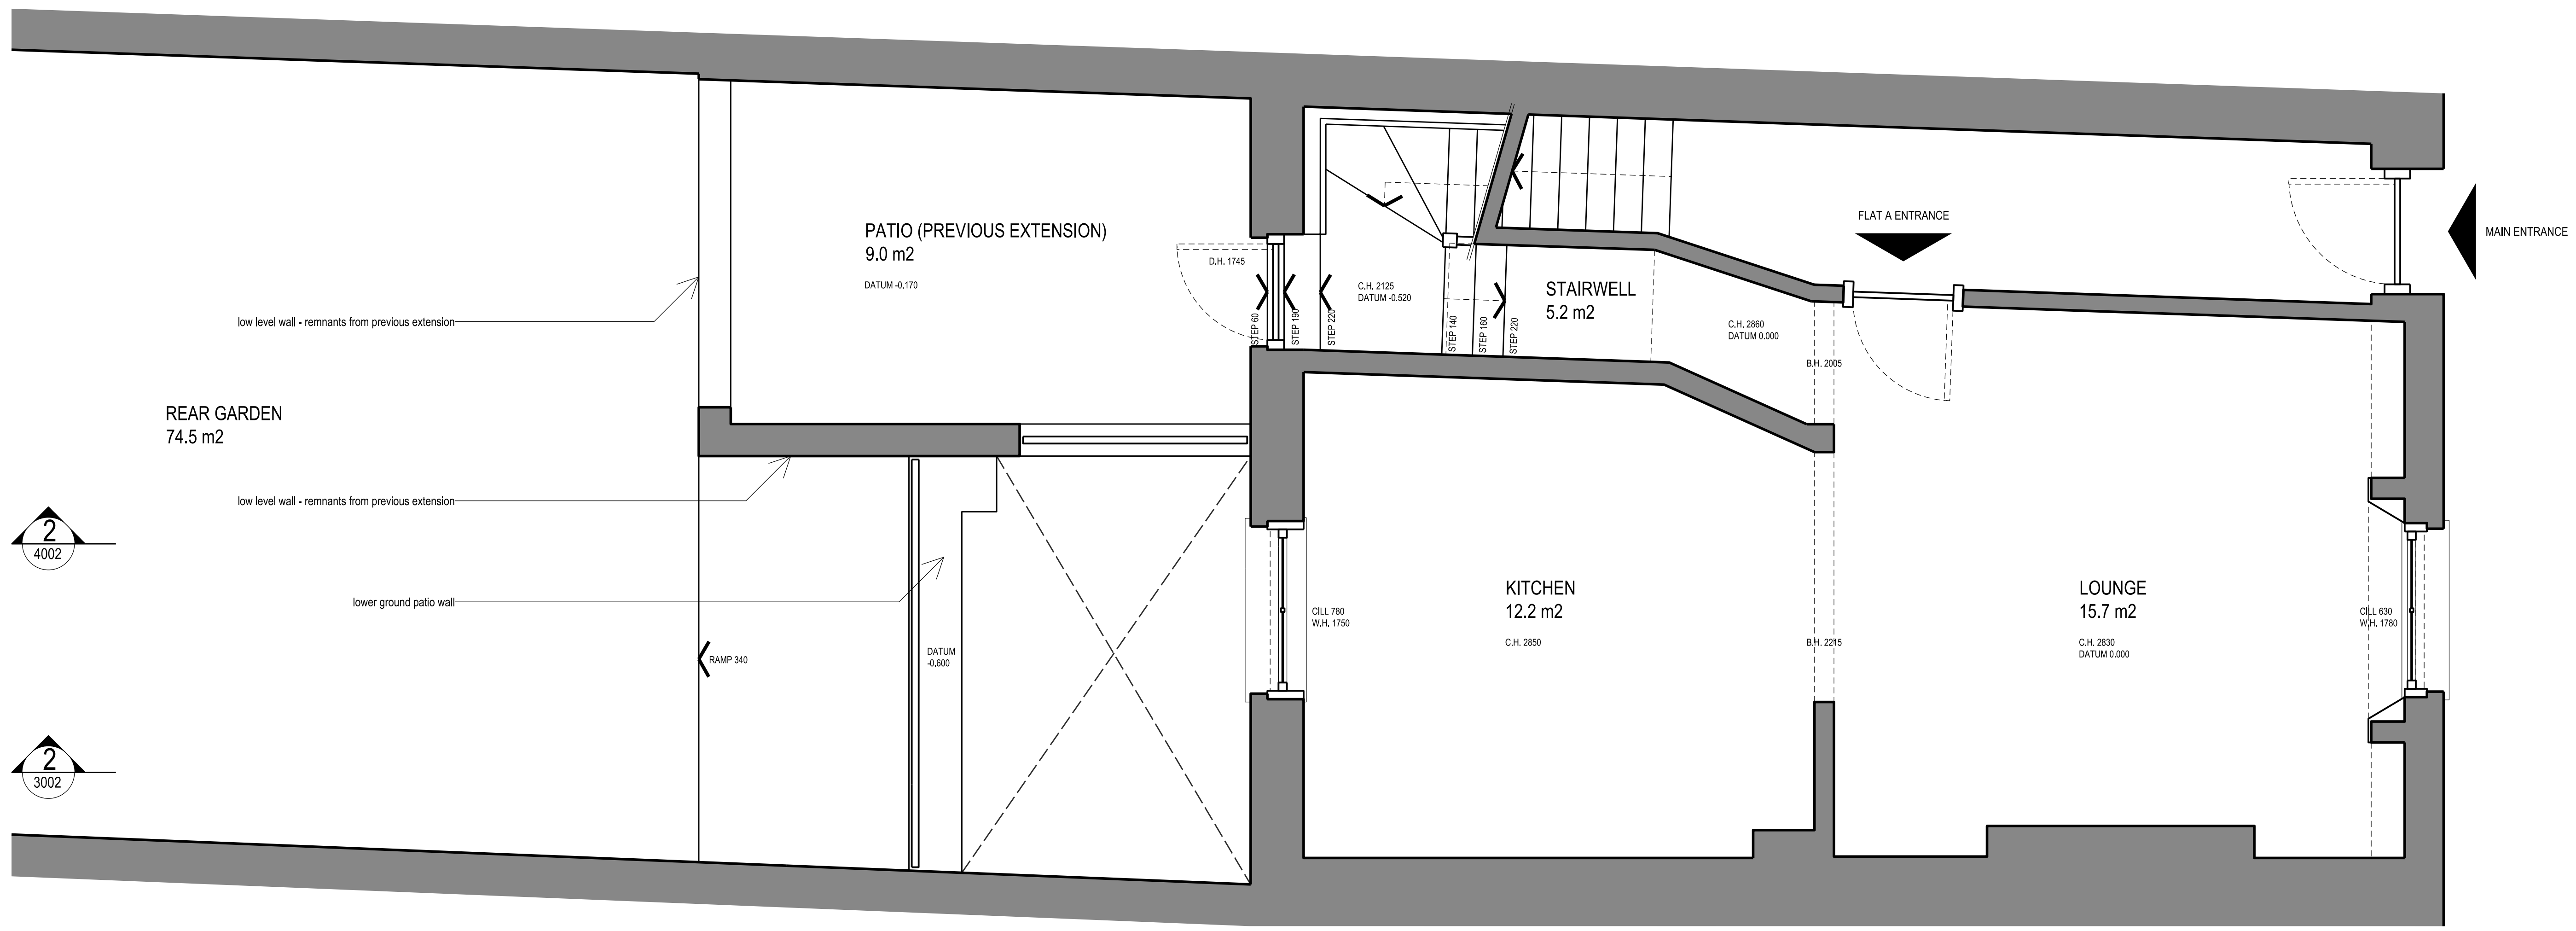 PATIO (PREVIOUS EXTENSION)
9.0 m2
DATUM -0.170
low level wall - remnants from previous extension
REAR GARDEN
74.5 m2
low level wall - remnants from previous extension
lower ground patio wall
2
4002
2
3002
RAMP 340
DATUM
-0.600
D.H. 1745
STEP 60
STEP 190
STEP 220
C.H. 2125
DATUM -0.520
STEP 140
STEP 160
STEP 220
STAIRWELL
5.2 m2
C.H. 2860
DATUM 0.000
B.H. 2005
FLAT A ENTRANCE
MAIN ENTRANCE
CILL 780
W.H. 1750
KITCHEN
12.2 m2
C.H. 2850
B.H. 2215
LOUNGE
15.7 m2
C.H. 2830
DATUM 0.000
CILL 630
W.H. 1780